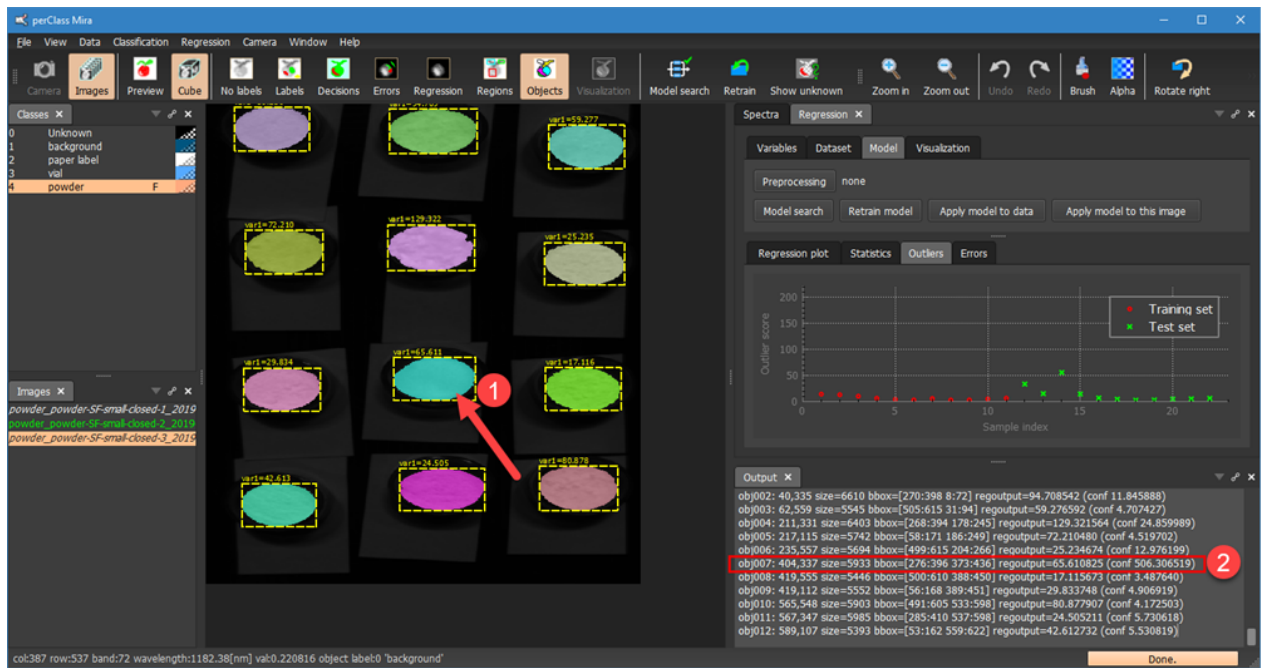 perClass Mira
File View Data Classification Regression Camera Window Help
Camera Images Preview Cube No labels Labels Decisions Errors Regression Regions Objects Visualization Model search Retrain Show unknown Zoom in Zoom out Undo Redo Brush Alpha Rotate right
Classes
0 Unknown
1 background
2 paper label
3 vial
4 powder F
Images
powder_powder-SF-small-closed-1_2019
powder_powder-SF-small-closed-2_2019
powder_powder-SF-small-closed-3_2019
var1=59.277
var1=72.210
var1=129.322
var1=25.235
var1=29.834
var1=65.611
var1=17.116
1
var1=42.613
var1=24.505
var1=80.878
Spectra Regression
Variables Dataset Model Visualization
Preprocessing none
Model search Retrain model Apply model to data Apply model to this image
Regression plot Statistics Outliers Errors
Outlier score
200
150
100
50
0
0 5 10 15 20
Sample index
Training set
Test set
Output
obj002: 40,335 size=6610 bbox=[270:398 8:72] regoutput=94.708542 (conf 11.845888)
obj003: 62,559 size=5545 bbox=[505:615 31:94] regoutput=59.276592 (conf 4.707427)
obj004: 211,331 size=6403 bbox=[268:394 178:245] regoutput=129.321564 (conf 24.859989)
obj005: 217,115 size=5742 bbox=[58:171 186:249] regoutput=72.210480 (conf 4.519702)
obj006: 235,557 size=5694 bbox=[499:615 204:266] regoutput=25.234674 (conf 12.976199)
obj007: 404,337 size=5933 bbox=[276:396 373:436] regoutput=65.610825 (conf 506.306519)
2
obj008: 419,555 size=5446 bbox=[500:610 388:450] regoutput=17.115673 (conf 3.487640)
obj009: 419,112 size=5552 bbox=[56:168 389:451] regoutput=29.833748 (conf 4.906919)
obj010: 565,548 size=5903 bbox=[491:605 533:598] regoutput=80.877907 (conf 4.172503)
obj011: 567,347 size=5985 bbox=[285:410 537:598] regoutput=24.505211 (conf 5.730618)
obj012: 589,107 size=5393 bbox=[53:162 559:622] regoutput=42.612732 (conf 5.530819)
col:387 row:537 band:72 wavelength:1182.38[nm] val:0.220816 object label:0 'background'
Done.